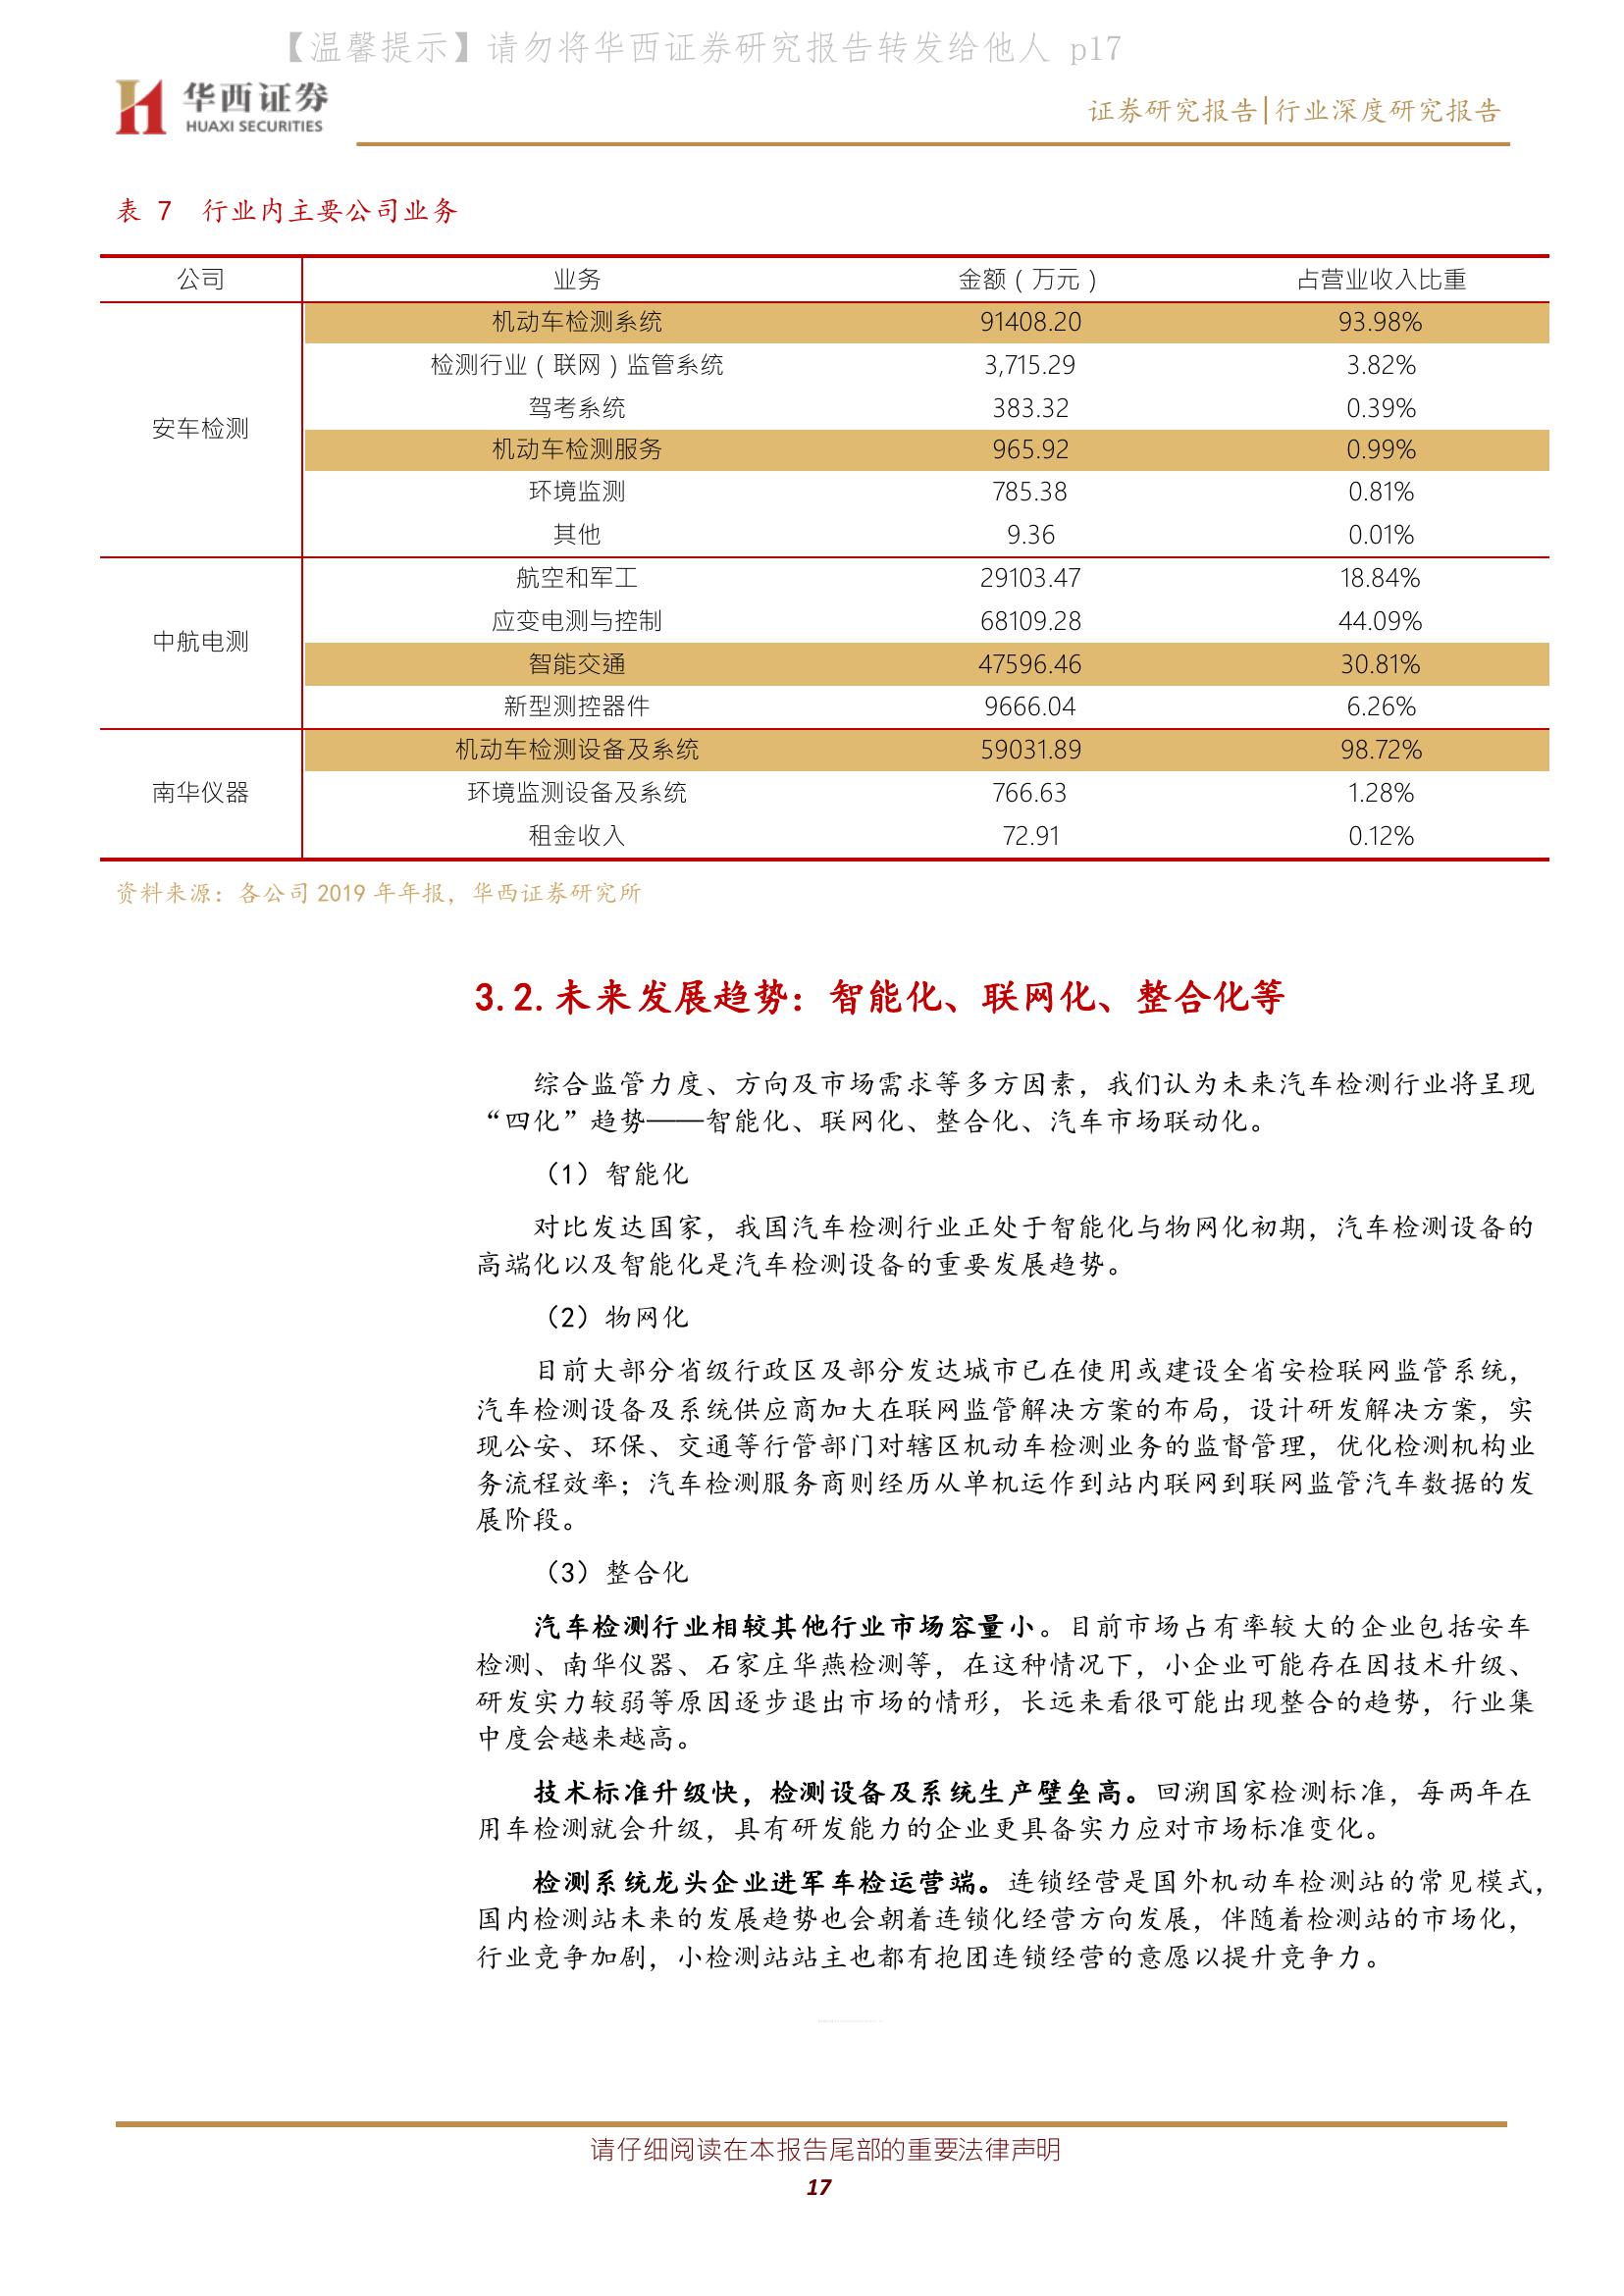 【温馨提示】请勿将华西证券研究报告转发给他人 p17
华西证券
HUAXI SECURITIES
证券研究报告|行业深度研究报告
表 7 行业内主要公司业务
公司 业务 金额（万元） 占营业收入比重
安车检测
机动车检测系统 91408.20 93.98%
检测行业（联网）监管系统 3,715.29 3.82%
驾考系统 383.32 0.39%
机动车检测服务 965.92 0.99%
环境监测 785.38 0.81%
其他 9.36 0.01%
中航电测
航空和军工 29103.47 18.84%
应变电测与控制 68109.28 44.09%
智能交通 47596.46 30.81%
新型测控器件 9666.04 6.26%
南华仪器
机动车检测设备及系统 59031.89 98.72%
环境监测设备及系统 766.63 1.28%
租金收入 72.91 0.12%
资料来源：各公司 2019 年年报，华西证券研究所
3.2.未来发展趋势：智能化、联网化、整合化等
综合监管力度、方向及市场需求等多方因素，我们认为未来汽车检测行业将呈现
“四化”趋势——智能化、联网化、整合化、汽车市场联动化。
（1）智能化
对比发达国家，我国汽车检测行业正处于智能化与物网化初期，汽车检测设备的
高端化以及智能化是汽车检测设备的重要发展趋势。
（2）物网化
目前大部分省级行政区及部分发达城市已在使用或建设全省安检联网监管系统，
汽车检测设备及系统供应商加大在联网监管解决方案的布局，设计研发解决方案，实
现公安、环保、交通等行管部门对辖区机动车检测业务的监督管理，优化检测机构业
务流程效率；汽车检测服务商则经历从单机运作到站内联网到联网监管汽车数据的发
展阶段。
（3）整合化
汽车检测行业相较其他行业市场容量小。目前市场占有率较大的企业包括安车
检测、南华仪器、石家庄华燕检测等，在这种情况下，小企业可能存在因技术升级、
研发实力较弱等原因逐步退出市场的情形，长远来看很可能出现整合的趋势，行业集
中度会越来越高。
技术标准升级快，检测设备及系统生产壁垒高。回溯国家检测标准，每两年在
用车检测就会升级，具有研发能力的企业更具备实力应对市场标准变化。
检测系统龙头企业进军车检运营端。连锁经营是国外机动车检测站的常见模式，
国内检测站未来的发展趋势也会朝着连锁化经营方向发展，伴随着检测站的市场化，
行业竞争加剧，小检测站站主也都有抱团连锁经营的意愿以提升竞争力。
请仔细阅读在本报告尾部的重要法律声明
17